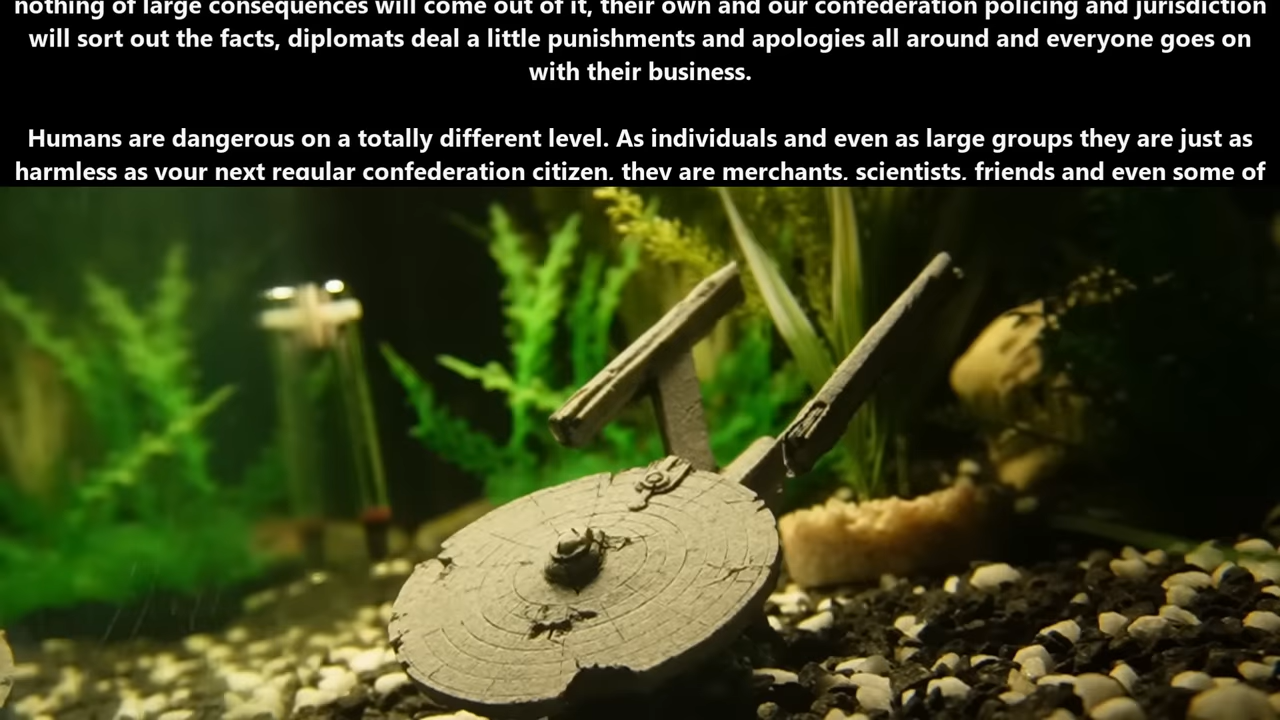 nothing of large consequences will come out of it, their own and our confederation policing and jurisdiction
will sort out the facts, diplomats deal a little punishments and apologies all around and everyone goes on
with their business.
Humans are dangerous on a totally different level. As individuals and even as large groups they are just as
harmless as your next regular confederation citizen, they are merchants, scientists, friends and even some of